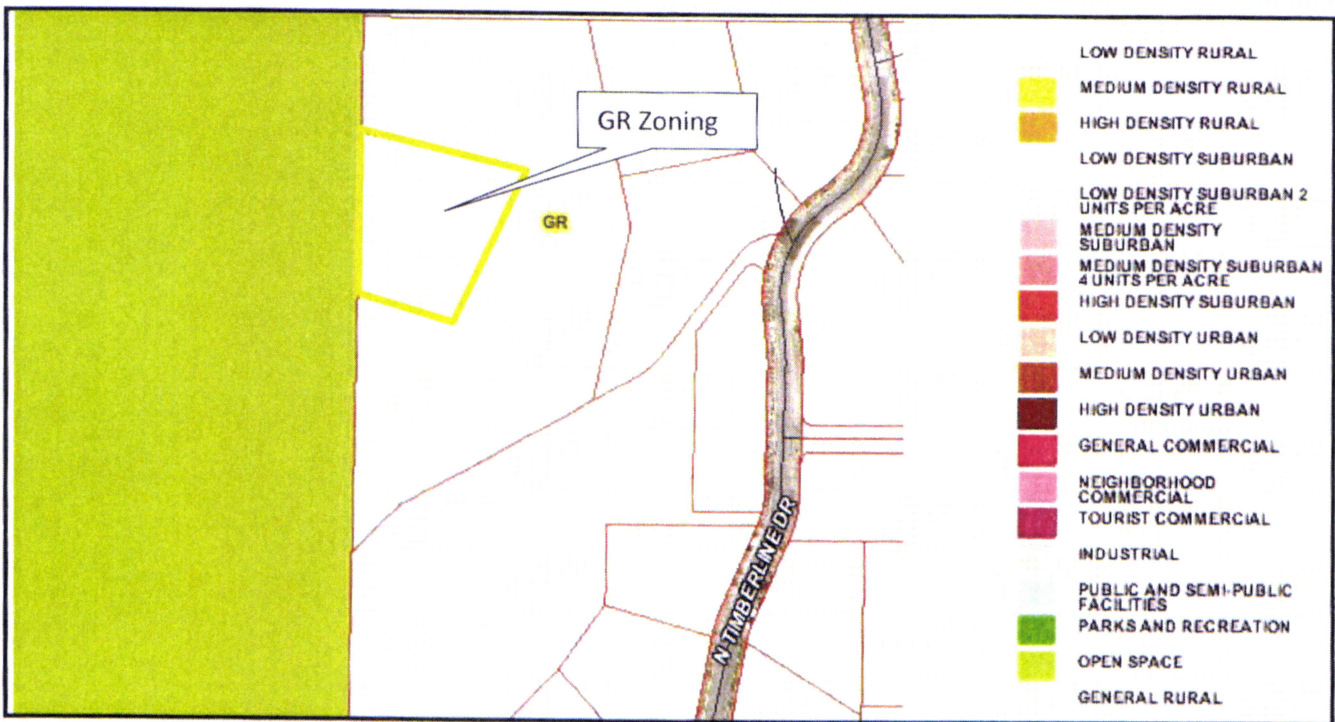 GR Zoning
GR
N TIMBERLINE DR
LOW DENSITY RURAL
MEDIUM DENSITY RURAL
HIGH DENSITY RURAL
LOW DENSITY SUBURBAN
LOW DENSITY SUBURBAN 2
UNITS PER ACRE
MEDIUM DENSITY
SUBURBAN
MEDIUM DENSITY SUBURBAN
4 UNITS PER ACRE
HIGH DENSITY SUBURBAN
LOW DENSITY URBAN
MEDIUM DENSITY URBAN
HIGH DENSITY URBAN
GENERAL COMMERCIAL
NEIGHBORHOOD
COMMERCIAL
TOURIST COMMERCIAL
INDUSTRIAL
PUBLIC AND SEMI-PUBLIC
FACILITIES
PARKS AND RECREATION
OPEN SPACE
GENERAL RURAL